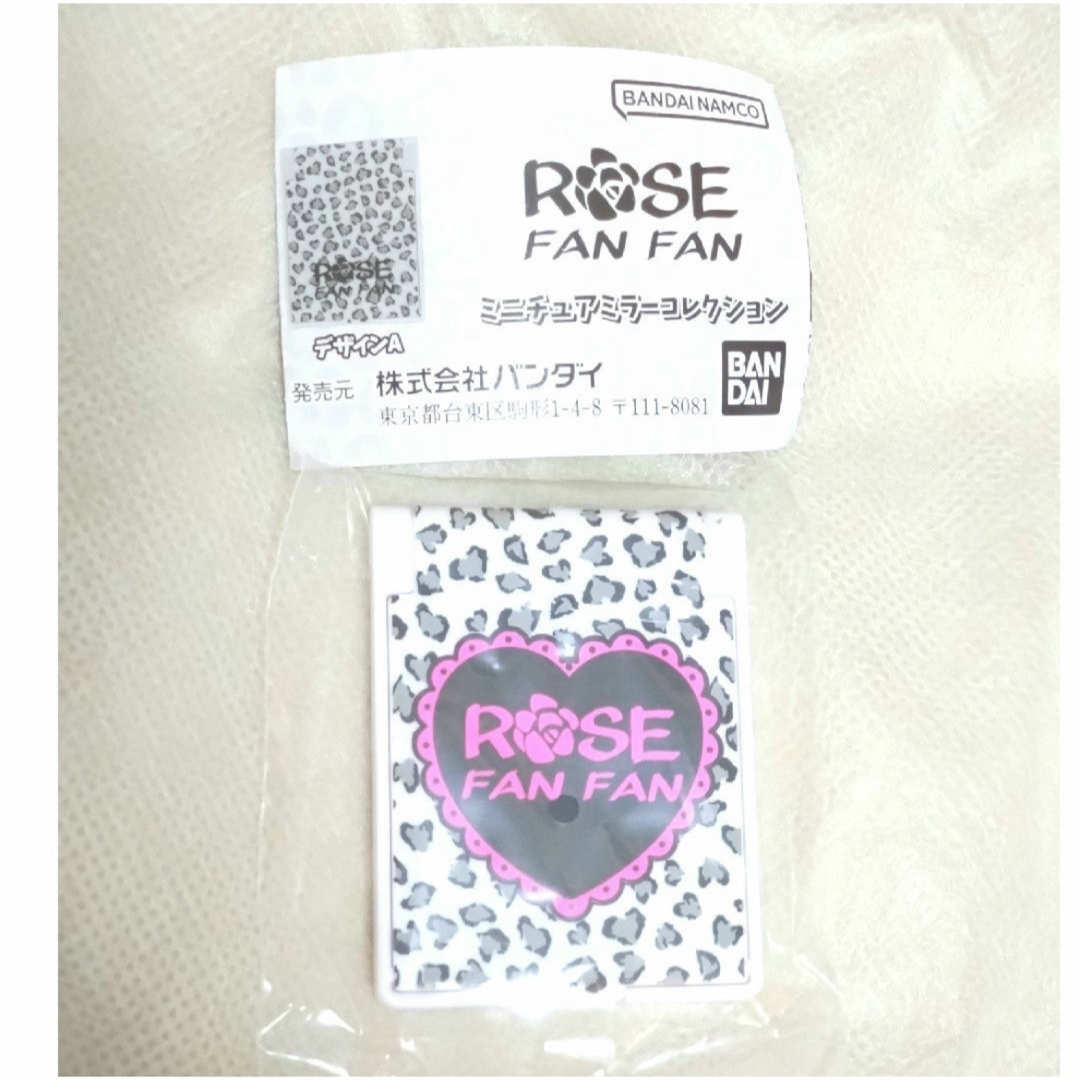 BANDAI NAMCO
ROSE
FAN FAN
ROSE
FAN FAN
ミニチュアミラーコレクション
デザインA
発売元 株式会社バンダイ
東京都台東区駒形1-4-8 〒111-8081
BAN
DAI
ROSE
FAN FAN